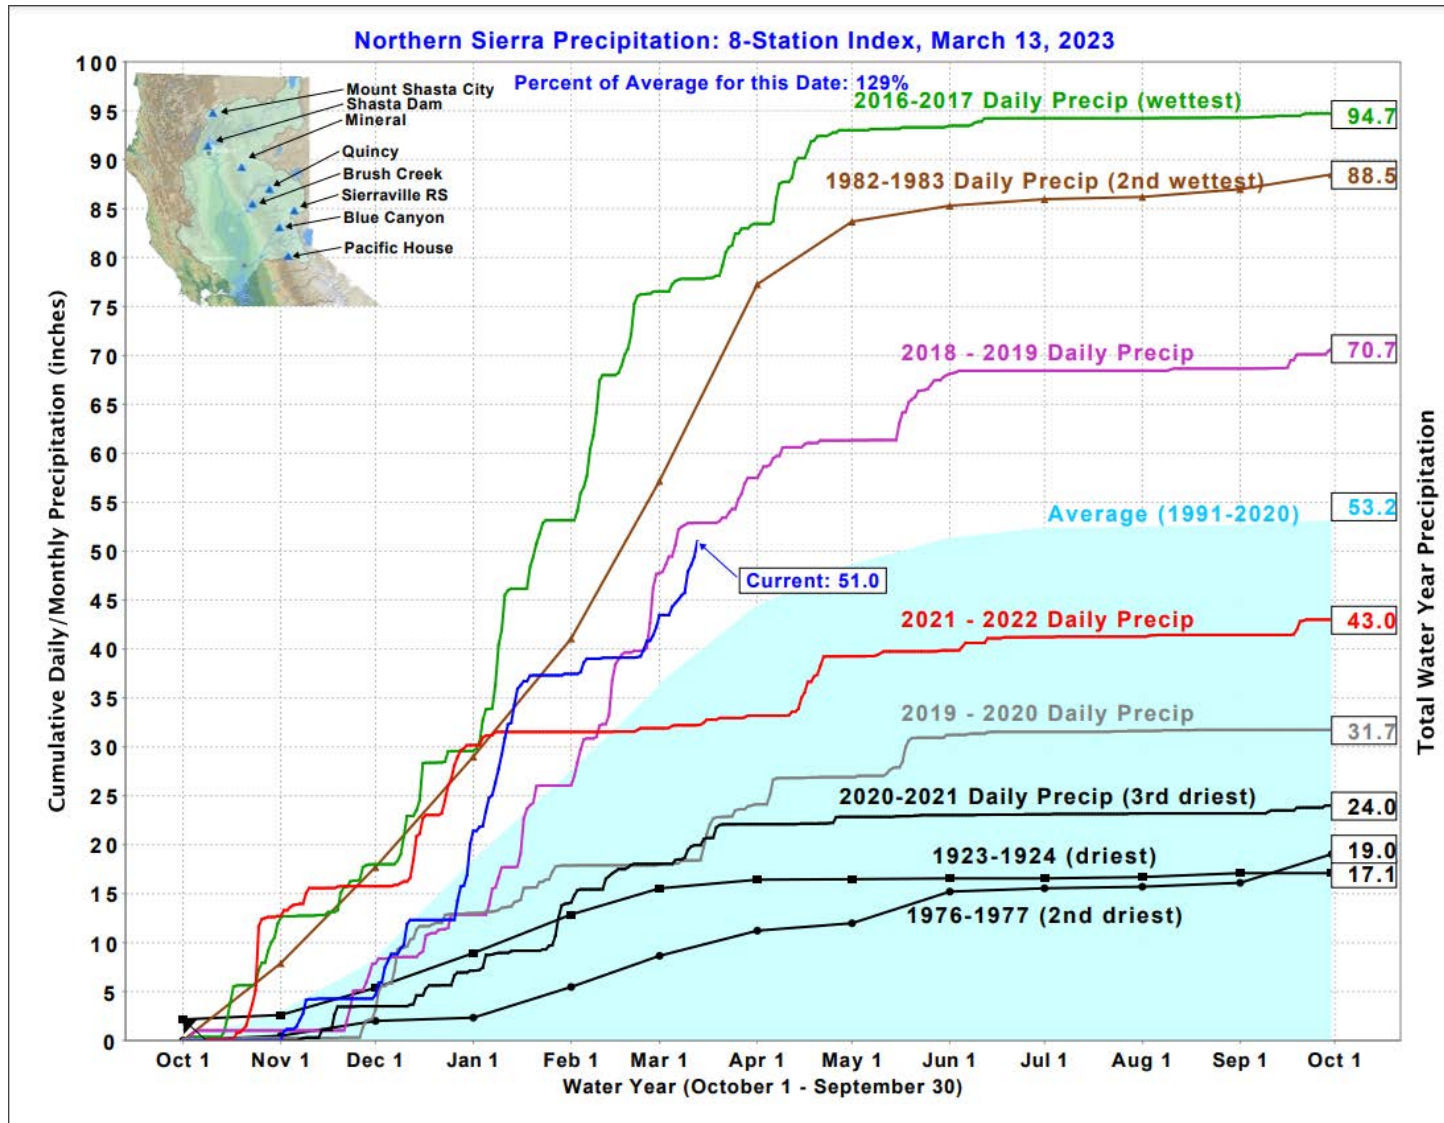 Northern Sierra Precipitation: 8-Station Index, March 13, 2023
Percent of Average for this Date: 129%
Mount Shasta City
Shasta Dam
Mineral
Quincy
Brush Creek
Sierraville RS
Blue Canyon
Pacific House
2016-2017 Daily Precip (wettest)
94.7
1982-1983 Daily Precip (2nd wettest)
88.5
2018 - 2019 Daily Precip
70.7
Average (1991-2020)
53.2
Current: 51.0
2021 - 2022 Daily Precip
43.0
2019 - 2020 Daily Precip
31.7
2020-2021 Daily Precip (3rd driest)
24.0
1923-1924 (driest)
19.0
17.1
1976-1977 (2nd driest)
Cumulative Daily/Monthly Precipitation (inches)
100
95
90
85
80
75
70
65
60
55
50
45
40
35
30
25
20
15
10
5
0
Total Water Year Precipitation
Oct 1 Nov 1 Dec 1 Jan 1 Feb 1 Mar 1 Apr 1 May 1 Jun 1 Jul 1 Aug 1 Sep 1 Oct 1
Water Year (October 1 - September 30)